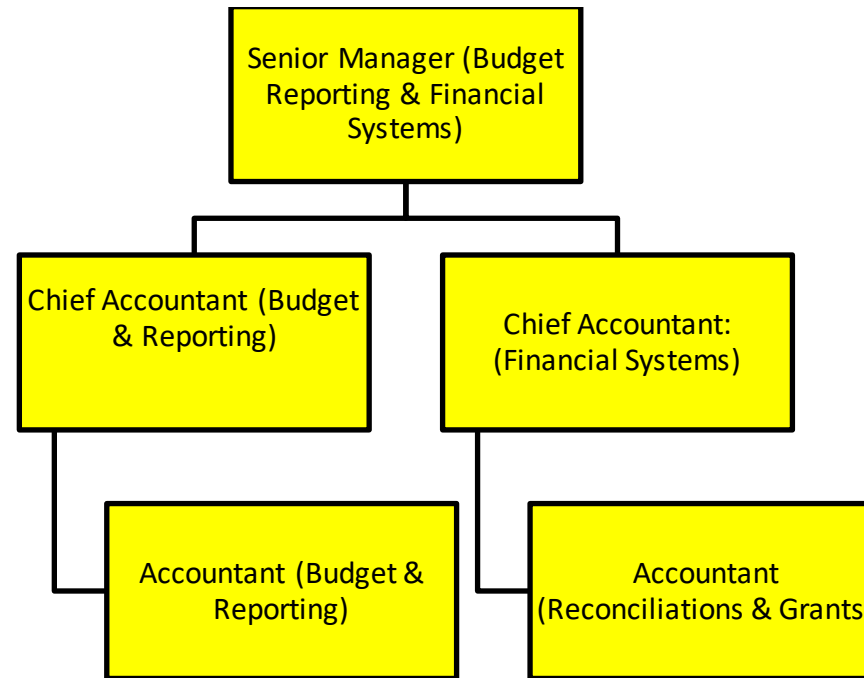 Senior Manager (Budget
Reporting & Financial
Systems)
Chief Accountant (Budget
& Reporting)
Chief Accountant:
(Financial Systems)
Accountant (Budget &
Reporting)
Accountant
(Reconciliations & Grants